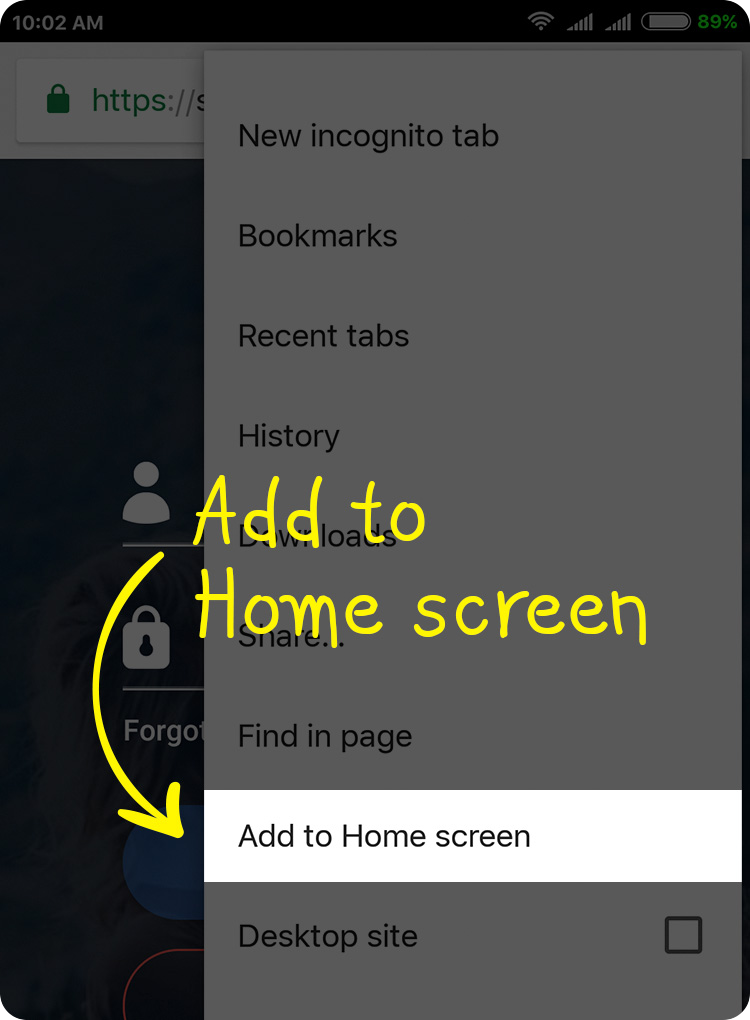 10:02 AM
89%
https://s
New incognito tab
Bookmarks
Recent tabs
History
Add to
Downloads
Home screen
Share...
Forgot
Find in page
Add to Home screen
Desktop site